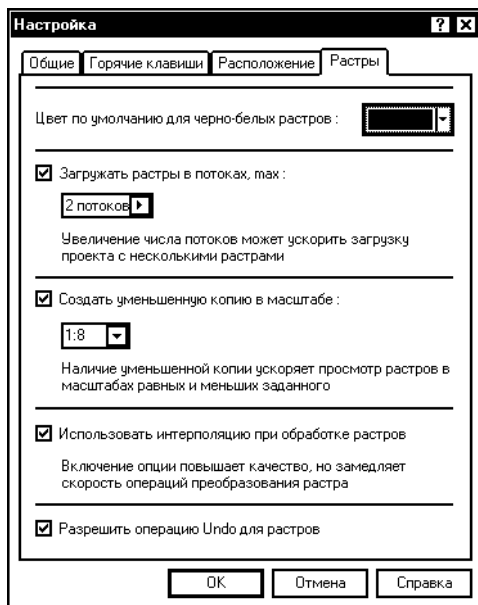 Настройка
Общие Горячие клавиши Расположение Растры
Цвет по умолчанию для черно-белых растров :
Загружать растры в потоках, max :
2 потоков
Увеличение числа потоков может ускорить загрузку
проекта с несколькими растрами
Создать уменьшенную копию в масштабе :
1:8
Наличие уменьшенной копии ускоряет просмотр растров в
масштабах равных и меньших заданного
Использовать интерполяцию при обработке растров
Включение опции повышает качество, но замедляет
скорость операций преобразования растра
Разрешить операцию Undo для растров
OK Отмена Справка